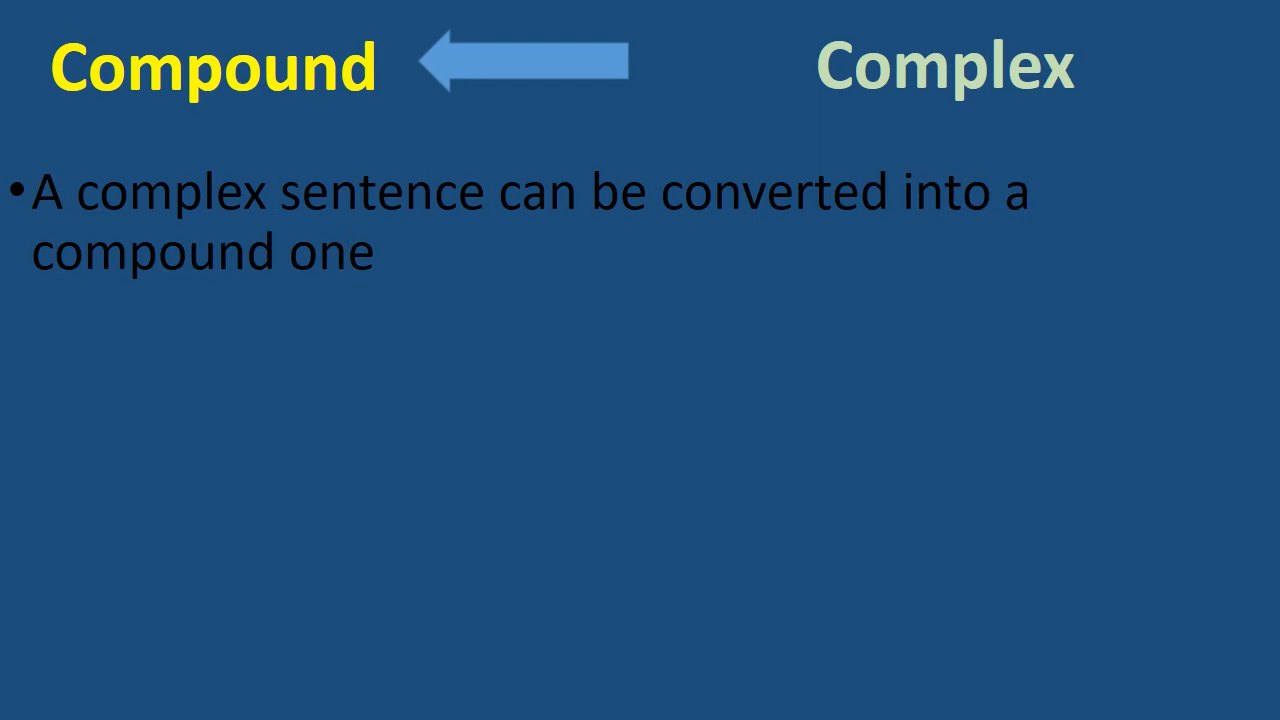 Compound Complex
•A complex sentence can be converted into a
compound one